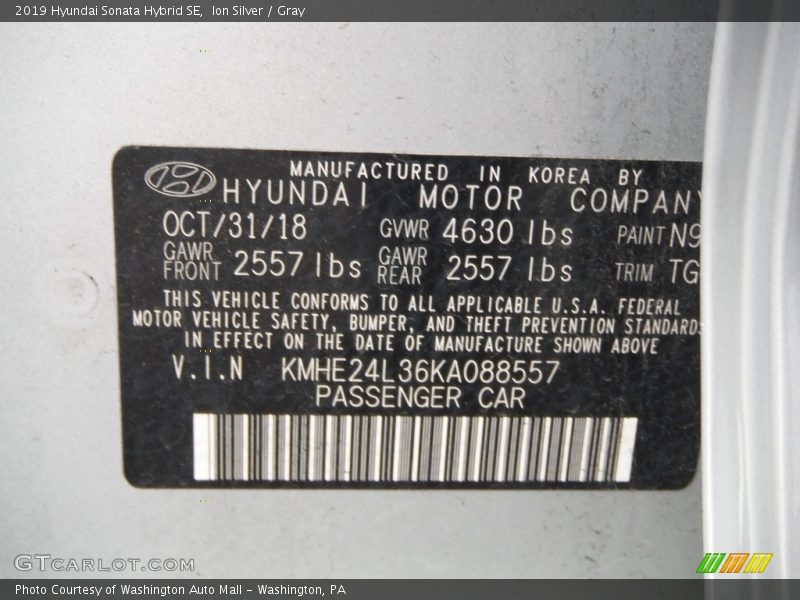 2019 Hyundai Sonata Hybrid SE,  Ion Silver / Gray
MANUFACTURED IN KOREA BY
HYUNDAI MOTOR COMPANY
OCT/31/18 GVWR 4630 lbs PAINT N9
GAWR FRONT 2557 lbs GAWR REAR 2557 lbs TRIM TG
THIS VEHICLE CONFORMS TO ALL APPLICABLE U.S.A. FEDERAL
MOTOR VEHICLE SAFETY, BUMPER, AND THEFT PREVENTION STANDARDS
IN EFFECT ON THE DATE OF MANUFACTURE SHOWN ABOVE
V.I.N KMHE24L36KA088557
PASSENGER CAR
GTCARLOT.COM
Photo Courtesy of Washington Auto Mall – Washington, PA